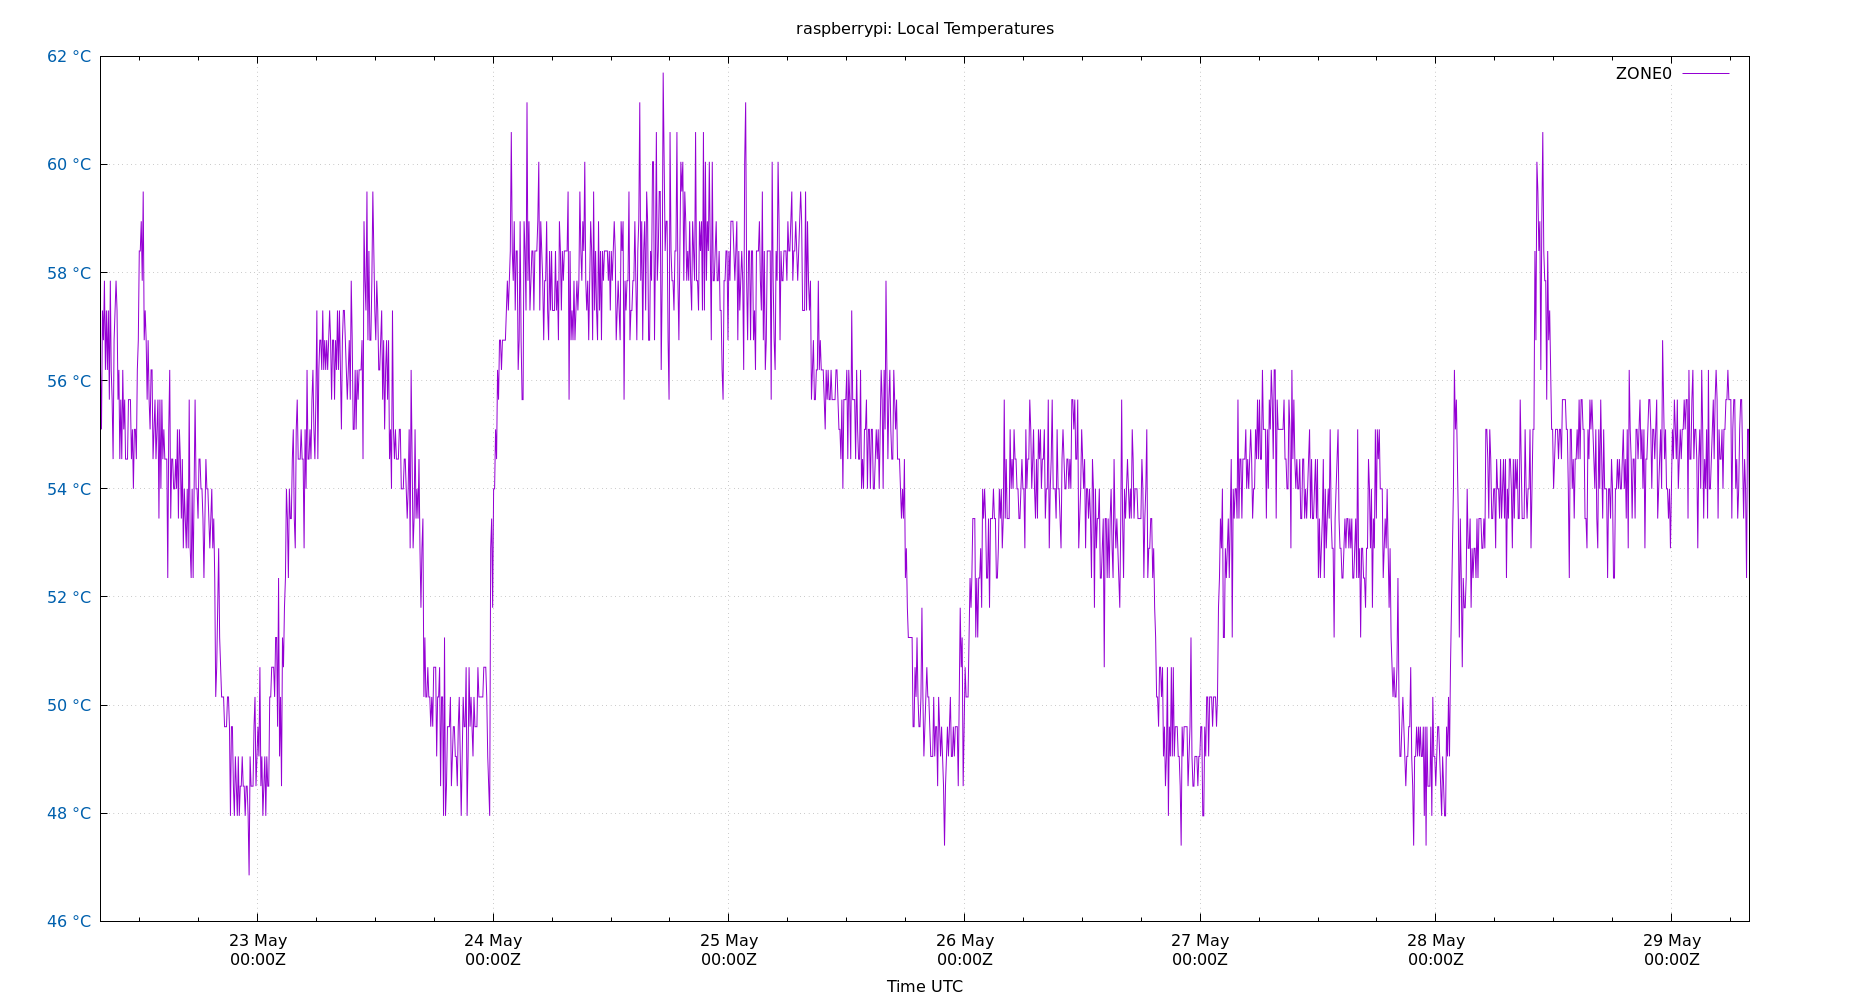 raspberrypi: Local Temperatures
ZONE0
62 °C
60 °C
58 °C
56 °C
54 °C
52 °C
50 °C
48 °C
46 °C
23 May
00:00Z
24 May
00:00Z
25 May
00:00Z
26 May
00:00Z
27 May
00:00Z
28 May
00:00Z
29 May
00:00Z
Time UTC